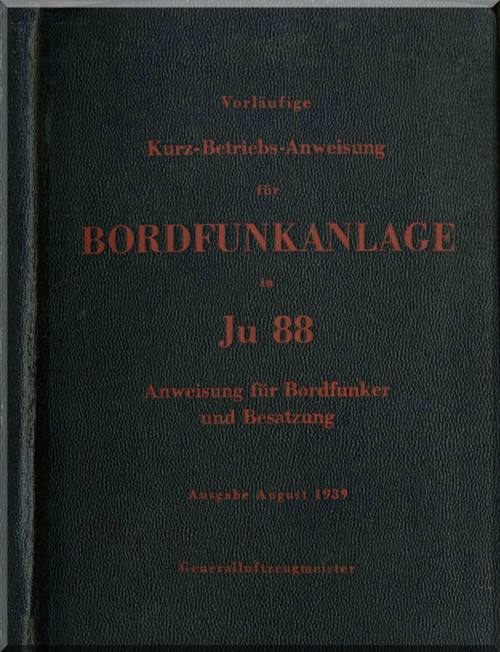 Vorläufige
Kurz-Betriebs-Anweisung
für
BORDFUNKANLAGE
in
Ju 88
Anweisung für Bordfunker
und Besatzung
Ausgabe August 1939
Generalluftzeugmeister